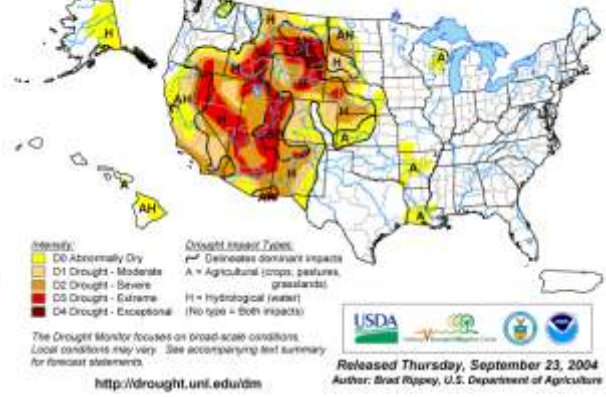 H
H
AH
A
H
AH
H
H
H
A
A
H
AH
A
A
AH
Intensity:
D0 Abnormally Dry
D1 Drought - Moderate
D2 Drought - Severe
D3 Drought - Extreme
D4 Drought - Exceptional
Drought Impact Types:
Delineates dominant impacts
A = Agricultural (crops, pastures,
grasslands)
H = Hydrological (water)
(No type = Both impacts)
The Drought Monitor focuses on broad-scale conditions.
Local conditions may vary. See accompanying text summary
for forecast statements.
http://drought.unl.edu/dm
USDA
Released Thursday, September 23, 2004
Author: Brad Rippey, U.S. Department of Agriculture